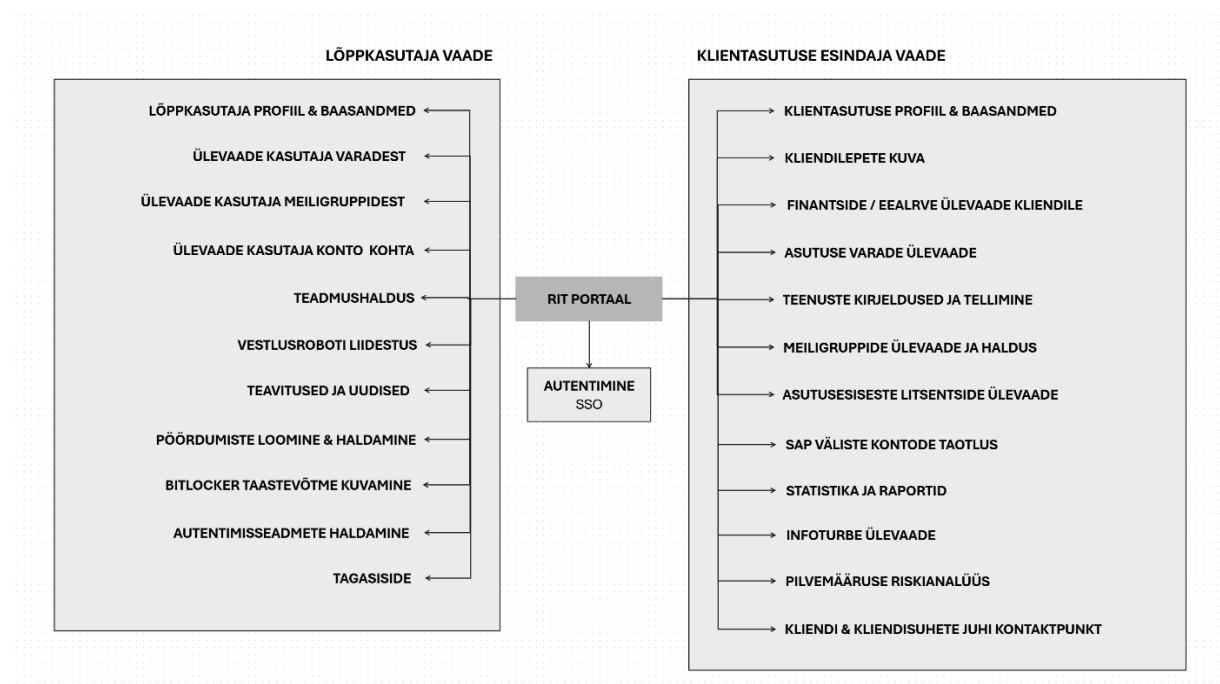 LÕPPKASUTAJA VAADE
LÕPPKASUTAJA PROFIIL & BAASANDMED
ÜLEVAADE KASUTAJA VARADEST
ÜLEVAADE KASUTAJA MEILIGRUPPIDEST
ÜLEVAADE KASUTAJA KONTO KOHTA
TEADMUSHALDUS
VESTLUSROBOTI LIIDESTUS
TEAVITUSED JA UUDISED
PÖÖRDUMISTE LOOMINE & HALDAMINE
BITLOCKER TAASTEVÕTME KUVAMINE
AUTENTIMISSEADMETE HALDAMINE
TAGASISIDE
RIT PORTAAL
AUTENTIMINE
SSO
KLIENTASUTUSE ESINDAJA VAADE
KLIENTASUTUSE PROFIIL & BAASANDMED
KLIENDILEPETE KUVA
FINANTSIDE / EEALRVE ÜLEVAADE KLIENDILE
ASUTUSE VARADE ÜLEVAADE
TEENUSTE KIRJELDUSED JA TELLIMINE
MEILIGRUPPIDE ÜLEVAADE JA HALDUS
ASUTUSESISESTE LITSENTSIDE ÜLEVAADE
SAP VÄLISTE KONTODE TAOTLUS
STATISTIKA JA RAPORTID
INFOTURBE ÜLEVAADE
PILVEMÄÄRUSE RISKIANALÜÜS
KLIENDI & KLIENDISUHETE JUHI KONTAKTPUNKT